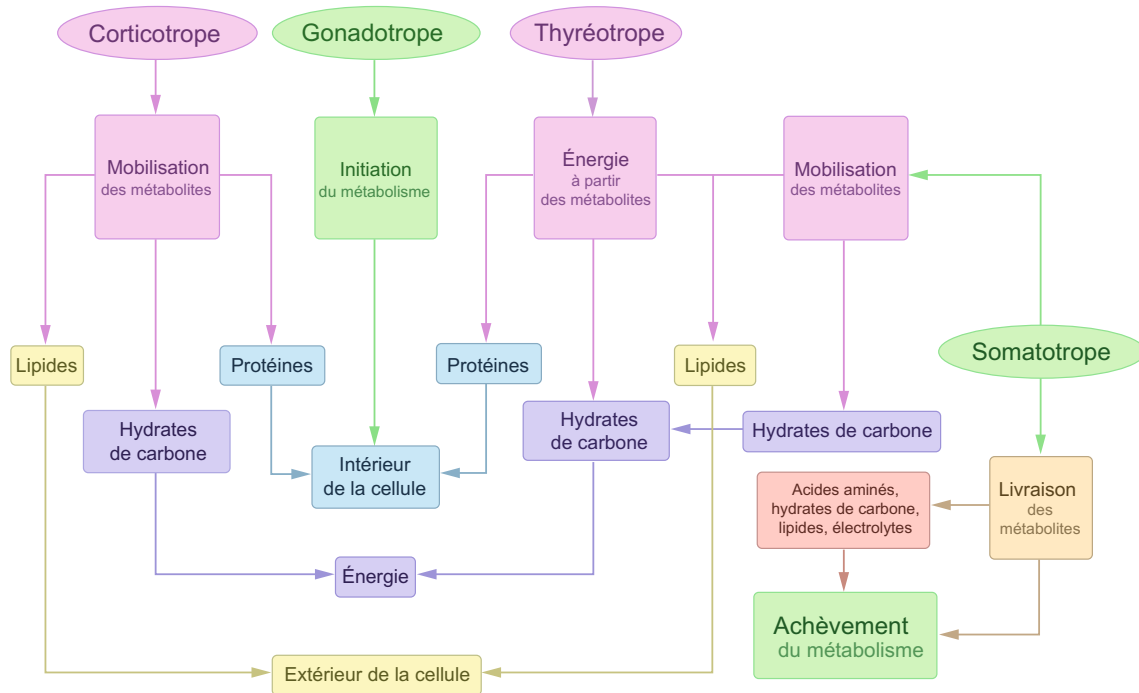 Corticotrope
Gonadotrope
Thyréotrope
Mobilisation
des métabolites
Initiation
du métabolisme
Énergie
à partir
des métabolites
Mobilisation
des métabolites
Lipides
Protéines
Protéines
Lipides
Somatotrope
Hydrates
de carbone
Hydrates
de carbone
Hydrates de carbone
Intérieur
de la cellule
Acides aminés,
hydrates de carbone,
lipides, électrolytes
Livraison
des
métabolites
Énergie
Achèvement
du métabolisme
Extérieur de la cellule